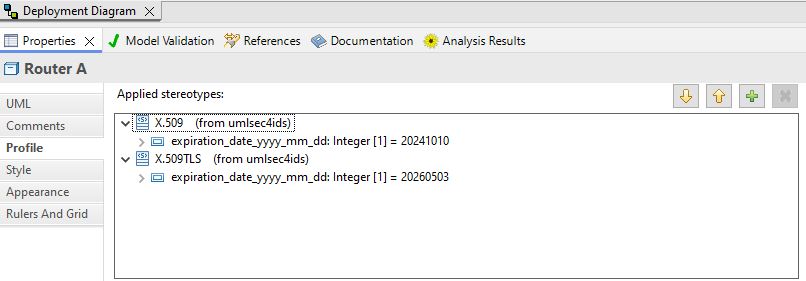 Deployment Diagram
Properties Model Validation References Documentation Analysis Results
Router A
UML
Comments
Profile
Style
Appearance
Rulers And Grid
Applied stereotypes:
X.509 (from umlsec4ids)
expiration_date_yyyy_mm_dd: Integer [1] = 20241010
X.509TLS (from umlsec4ids)
expiration_date_yyyy_mm_dd: Integer [1] = 20260503